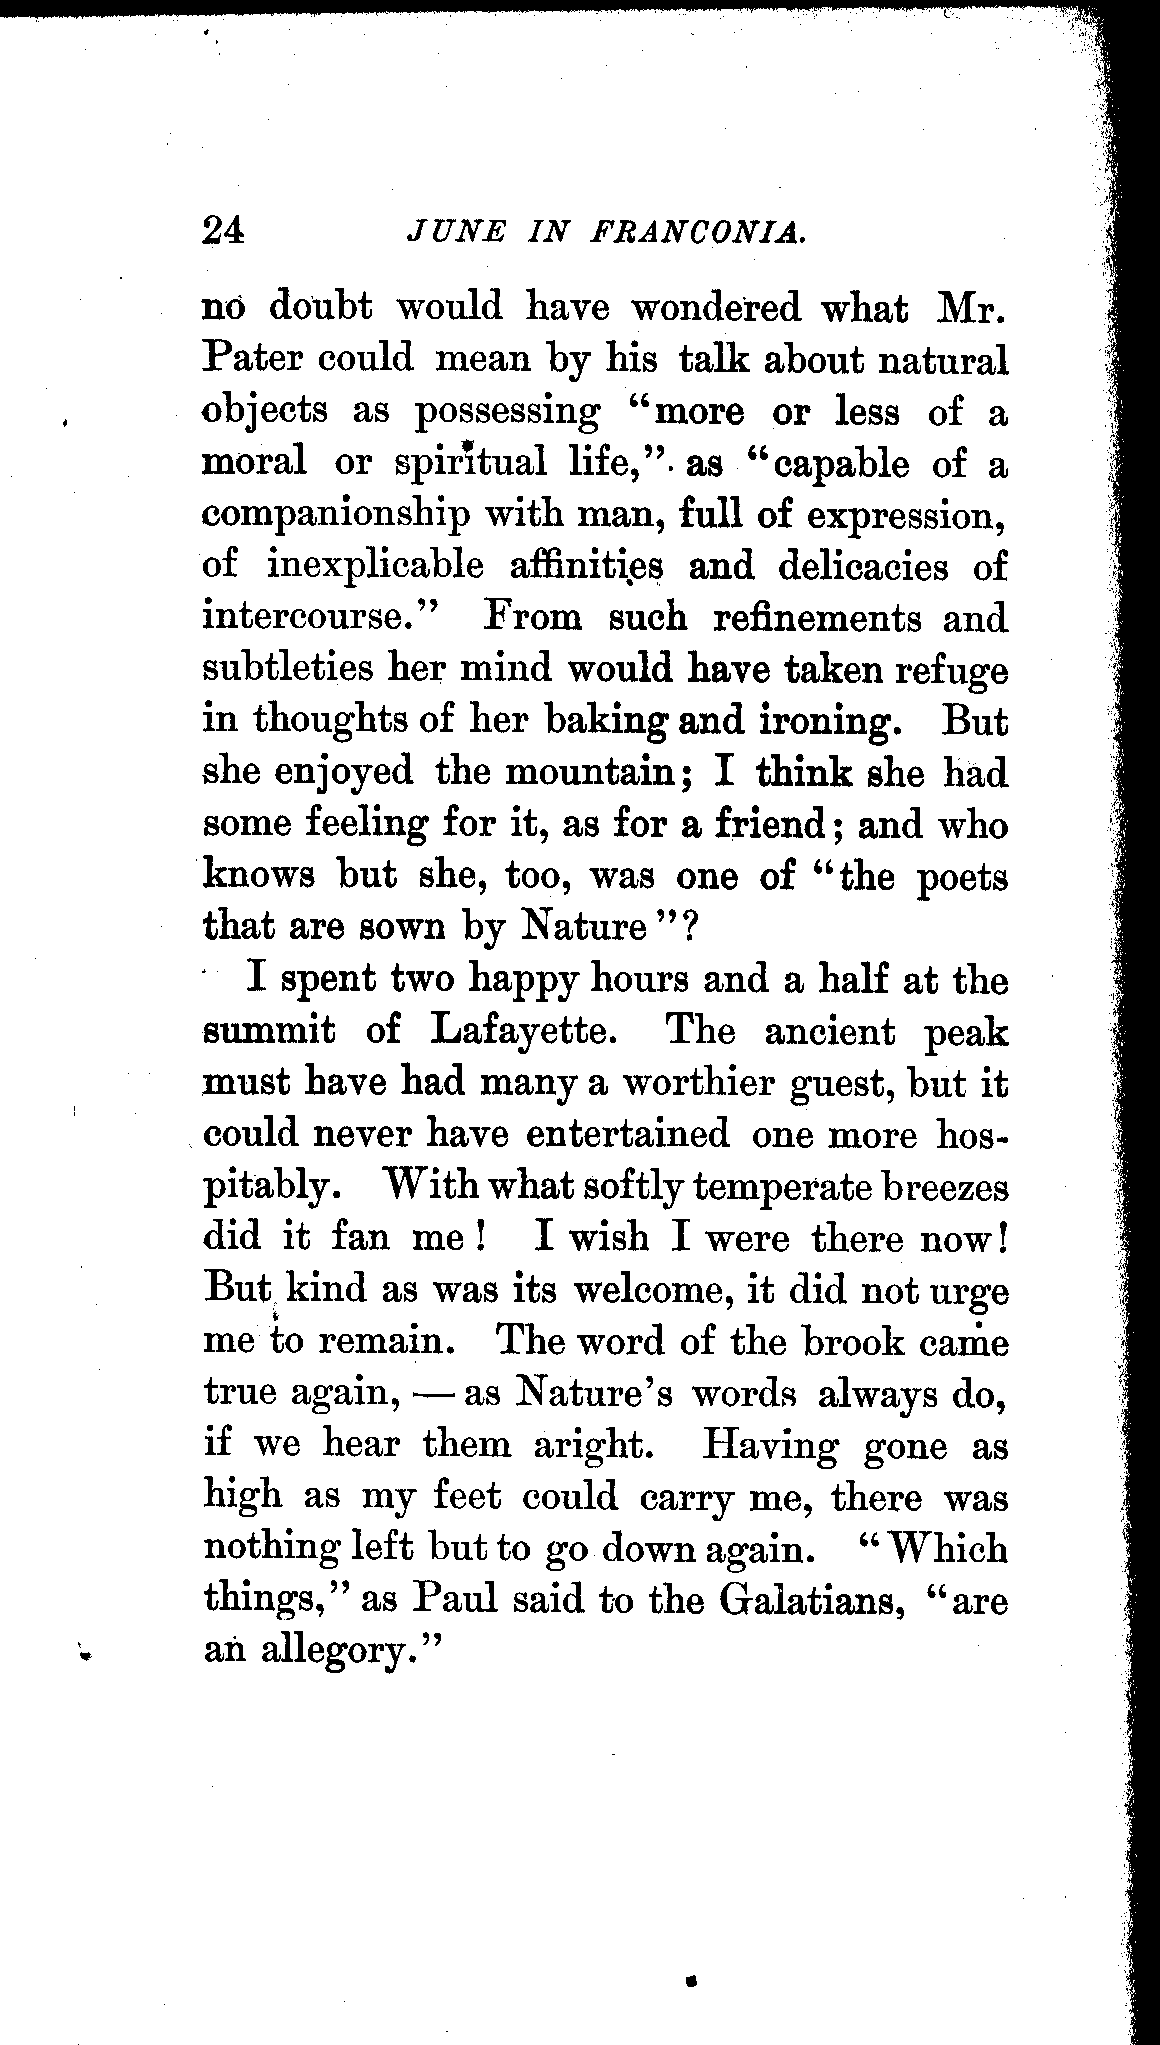 24 JUNE IN FRANCONIA.
no doubt would have wondered what Mr.
Pater could mean by his talk about natural
objects as possessing “more or less of a
moral or spiritual life,” as “capable of a
companionship with man, full of expression,
of inexplicable affinities and delicacies of
intercourse.” From such refinements and
subtleties her mind would have taken refuge
in thoughts of her baking and ironing. But
she enjoyed the mountain; I think she had
some feeling for it, as for a friend; and who
knows but she, too, was one of “the poets
that are sown by Nature”?
I spent two happy hours and a half at the
summit of Lafayette. The ancient peak
must have had many a worthier guest, but it
could never have entertained one more hos-
pitably. With what softly temperate breezes
did it fan me! I wish I were there now!
But kind as was its welcome, it did not urge
me to remain. The word of the brook came
true again, — as Nature’s words always do,
if we hear them aright. Having gone as
high as my feet could carry me, there was
nothing left but to go down again. “Which
things,” as Paul said to the Galatians, “are
an allegory.”